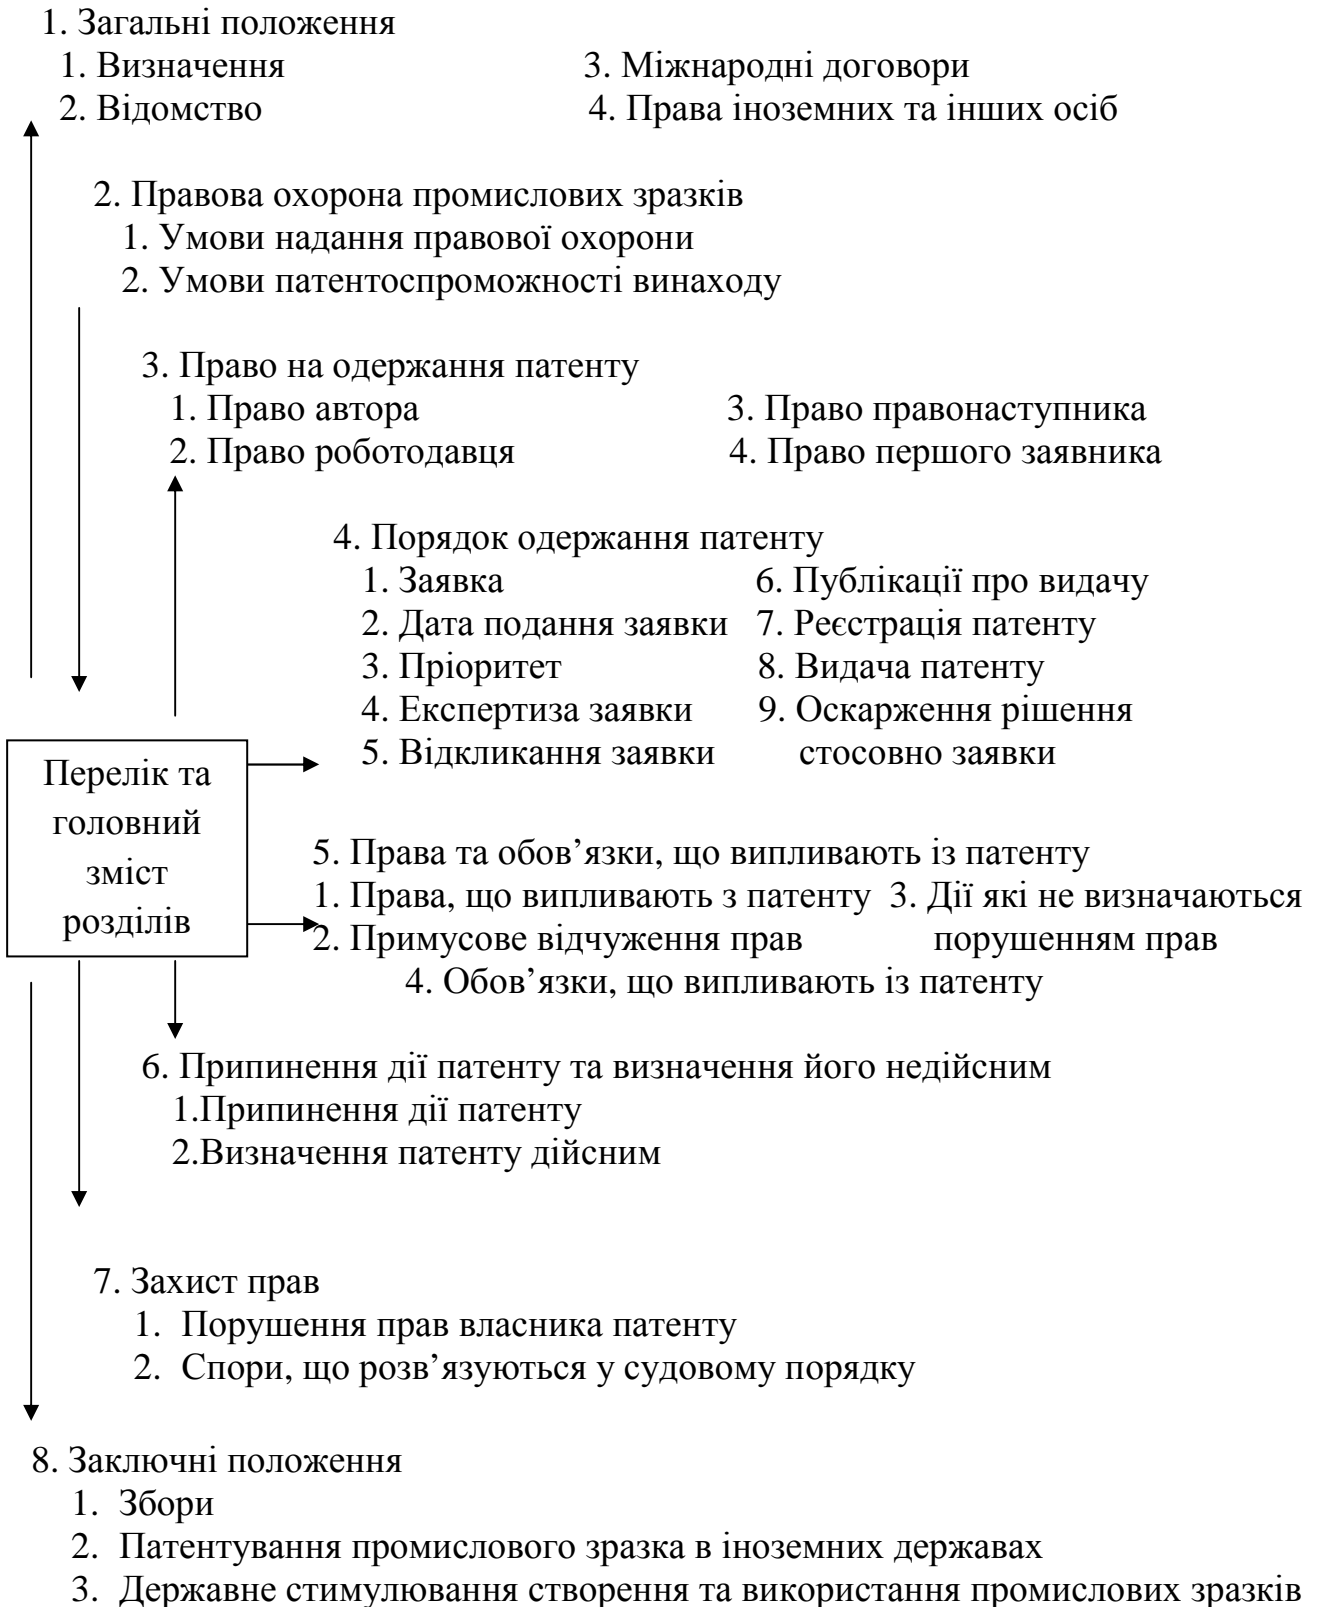 1. Загальні положення
1. Визначення 3. Міжнародні договори
2. Відомство 4. Права іноземних та інших осіб
2. Правова охорона промислових зразків
1. Умови надання правової охорони
2. Умови патентоспроможності винаходу
3. Право на одержання патенту
1. Право автора 3. Право правонаступника
2. Право роботодавця 4. Право першого заявника
4. Порядок одержання патенту
1. Заявка 6. Публікації про видачу
2. Дата подання заявки 7. Реєстрація патенту
3. Пріоритет 8. Видача патенту
4. Експертиза заявки 9. Оскарження рішення
5. Відкликання заявки стосовно заявки
Перелік та
головний
зміст
розділів
5. Права та обов’язки, що випливають із патенту
1. Права, що випливають з патенту 3. Дії які не визначаються
2. Примусове відчуження прав порушенням прав
4. Обов’язки, що випливають із патенту
6. Припинення дії патенту та визначення його недійсним
1.Припинення дії патенту
2.Визначення патенту дійсним
7. Захист прав
1. Порушення прав власника патенту
2. Спори, що розв’язуються у судовому порядку
8. Заключні положення
1. Збори
2. Патентування промислового зразка в іноземних державах
3. Державне стимулювання створення та використання промислових зразків